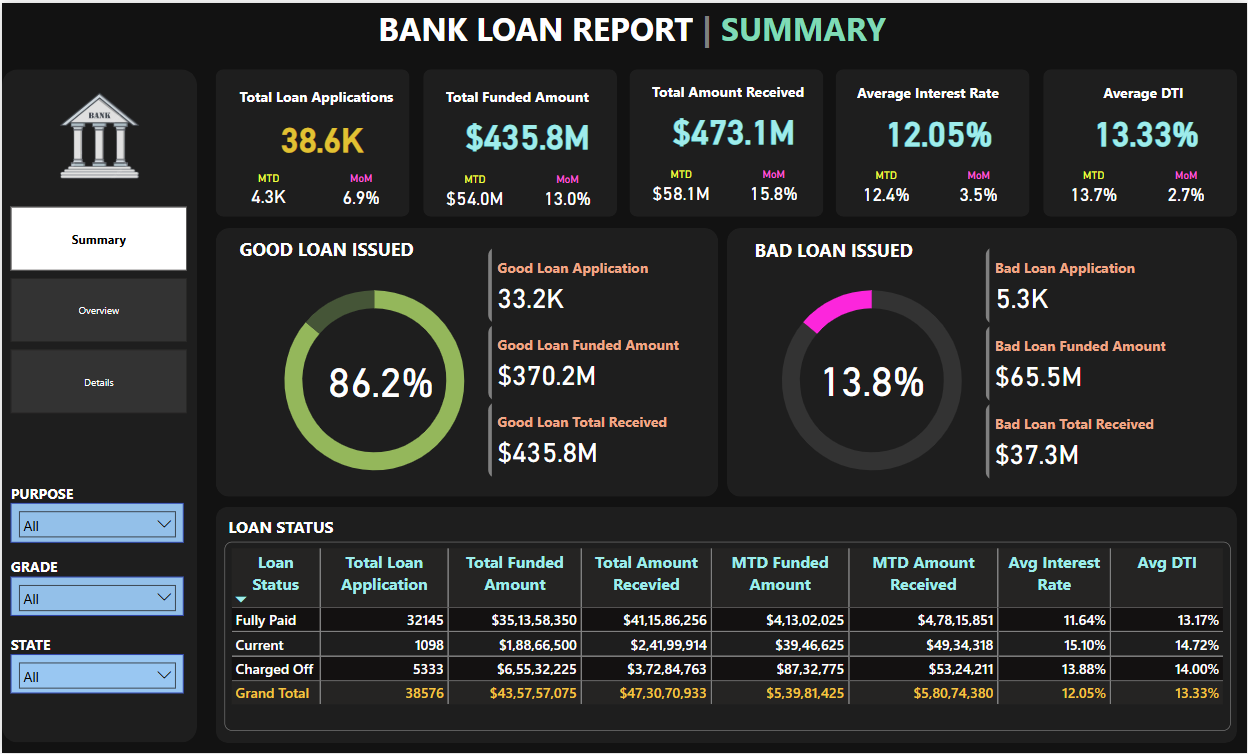 BANK LOAN REPORT | SUMMARY
BANK
Summary
Overview
Details
PURPOSE
All
GRADE
All
STATE
All
Total Loan Applications
38.6K
MTD MoM
4.3K 6.9%
Total Funded Amount
$435.8M
MTD MoM
$54.0M 13.0%
Total Amount Received
$473.1M
MTD MoM
$58.1M 15.8%
Average Interest Rate
12.05%
MTD MoM
12.4% 3.5%
Average DTI
13.33%
MTD MoM
13.7% 2.7%
GOOD LOAN ISSUED
86.2%
Good Loan Application
33.2K
Good Loan Funded Amount
$370.2M
Good Loan Total Received
$435.8M
BAD LOAN ISSUED
13.8%
Bad Loan Application
5.3K
Bad Loan Funded Amount
$65.5M
Bad Loan Total Received
$37.3M
LOAN STATUS
Loan Total Loan Total Funded Total Amount MTD Funded MTD Amount Avg Interest Avg DTI
Status Application Amount Recevied Amount Received Rate
Fully Paid 32145 $35,13,58,350 $41,15,86,256 $4,13,02,025 $4,78,15,851 11.64% 13.17%
Current 1098 $1,88,66,500 $2,41,99,914 $39,46,625 $49,34,318 15.10% 14.72%
Charged Off 5333 $6,55,32,225 $3,72,84,763 $87,32,775 $53,24,211 13.88% 14.00%
Grand Total 38576 $43,57,57,075 $47,30,70,933 $5,39,81,425 $5,80,74,380 12.05% 13.33%